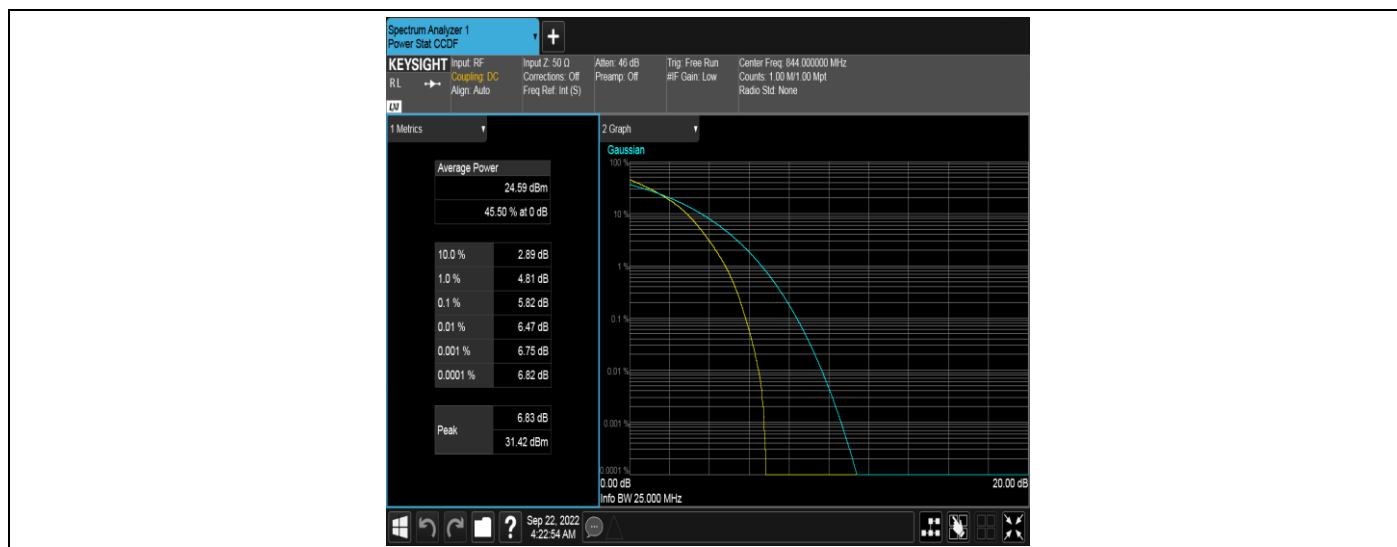 Spectrum Analyzer 1
Power Stat CCDF
+
KEYSIGHT
R L
LXI
Input: RF
Coupling: DC
Align: Auto
Input Z: 50 Ω
Corrections: Off
Freq Ref: Int (S)
Atten: 46 dB
Preamp: Off
Trig: Free Run
#IF Gain: Low
Center Freq: 844.000000 MHz
Counts: 1.00 M/1.00 Mpt
Radio Std: None
1 Metrics
Average Power
24.59 dBm
45.50 % at 0 dB
10.0 % 2.89 dB
1.0 % 4.81 dB
0.1 % 5.82 dB
0.01 % 6.47 dB
0.001 % 6.75 dB
0.0001 % 6.82 dB
Peak
6.83 dB
31.42 dBm
2 Graph
Gaussian
100 %
10 %
1 %
0.1 %
0.01 %
0.001 %
0.0001 %
0.00 dB 20.00 dB
Info BW 25.000 MHz
?
Sep 22, 2022
4:22:54 AM